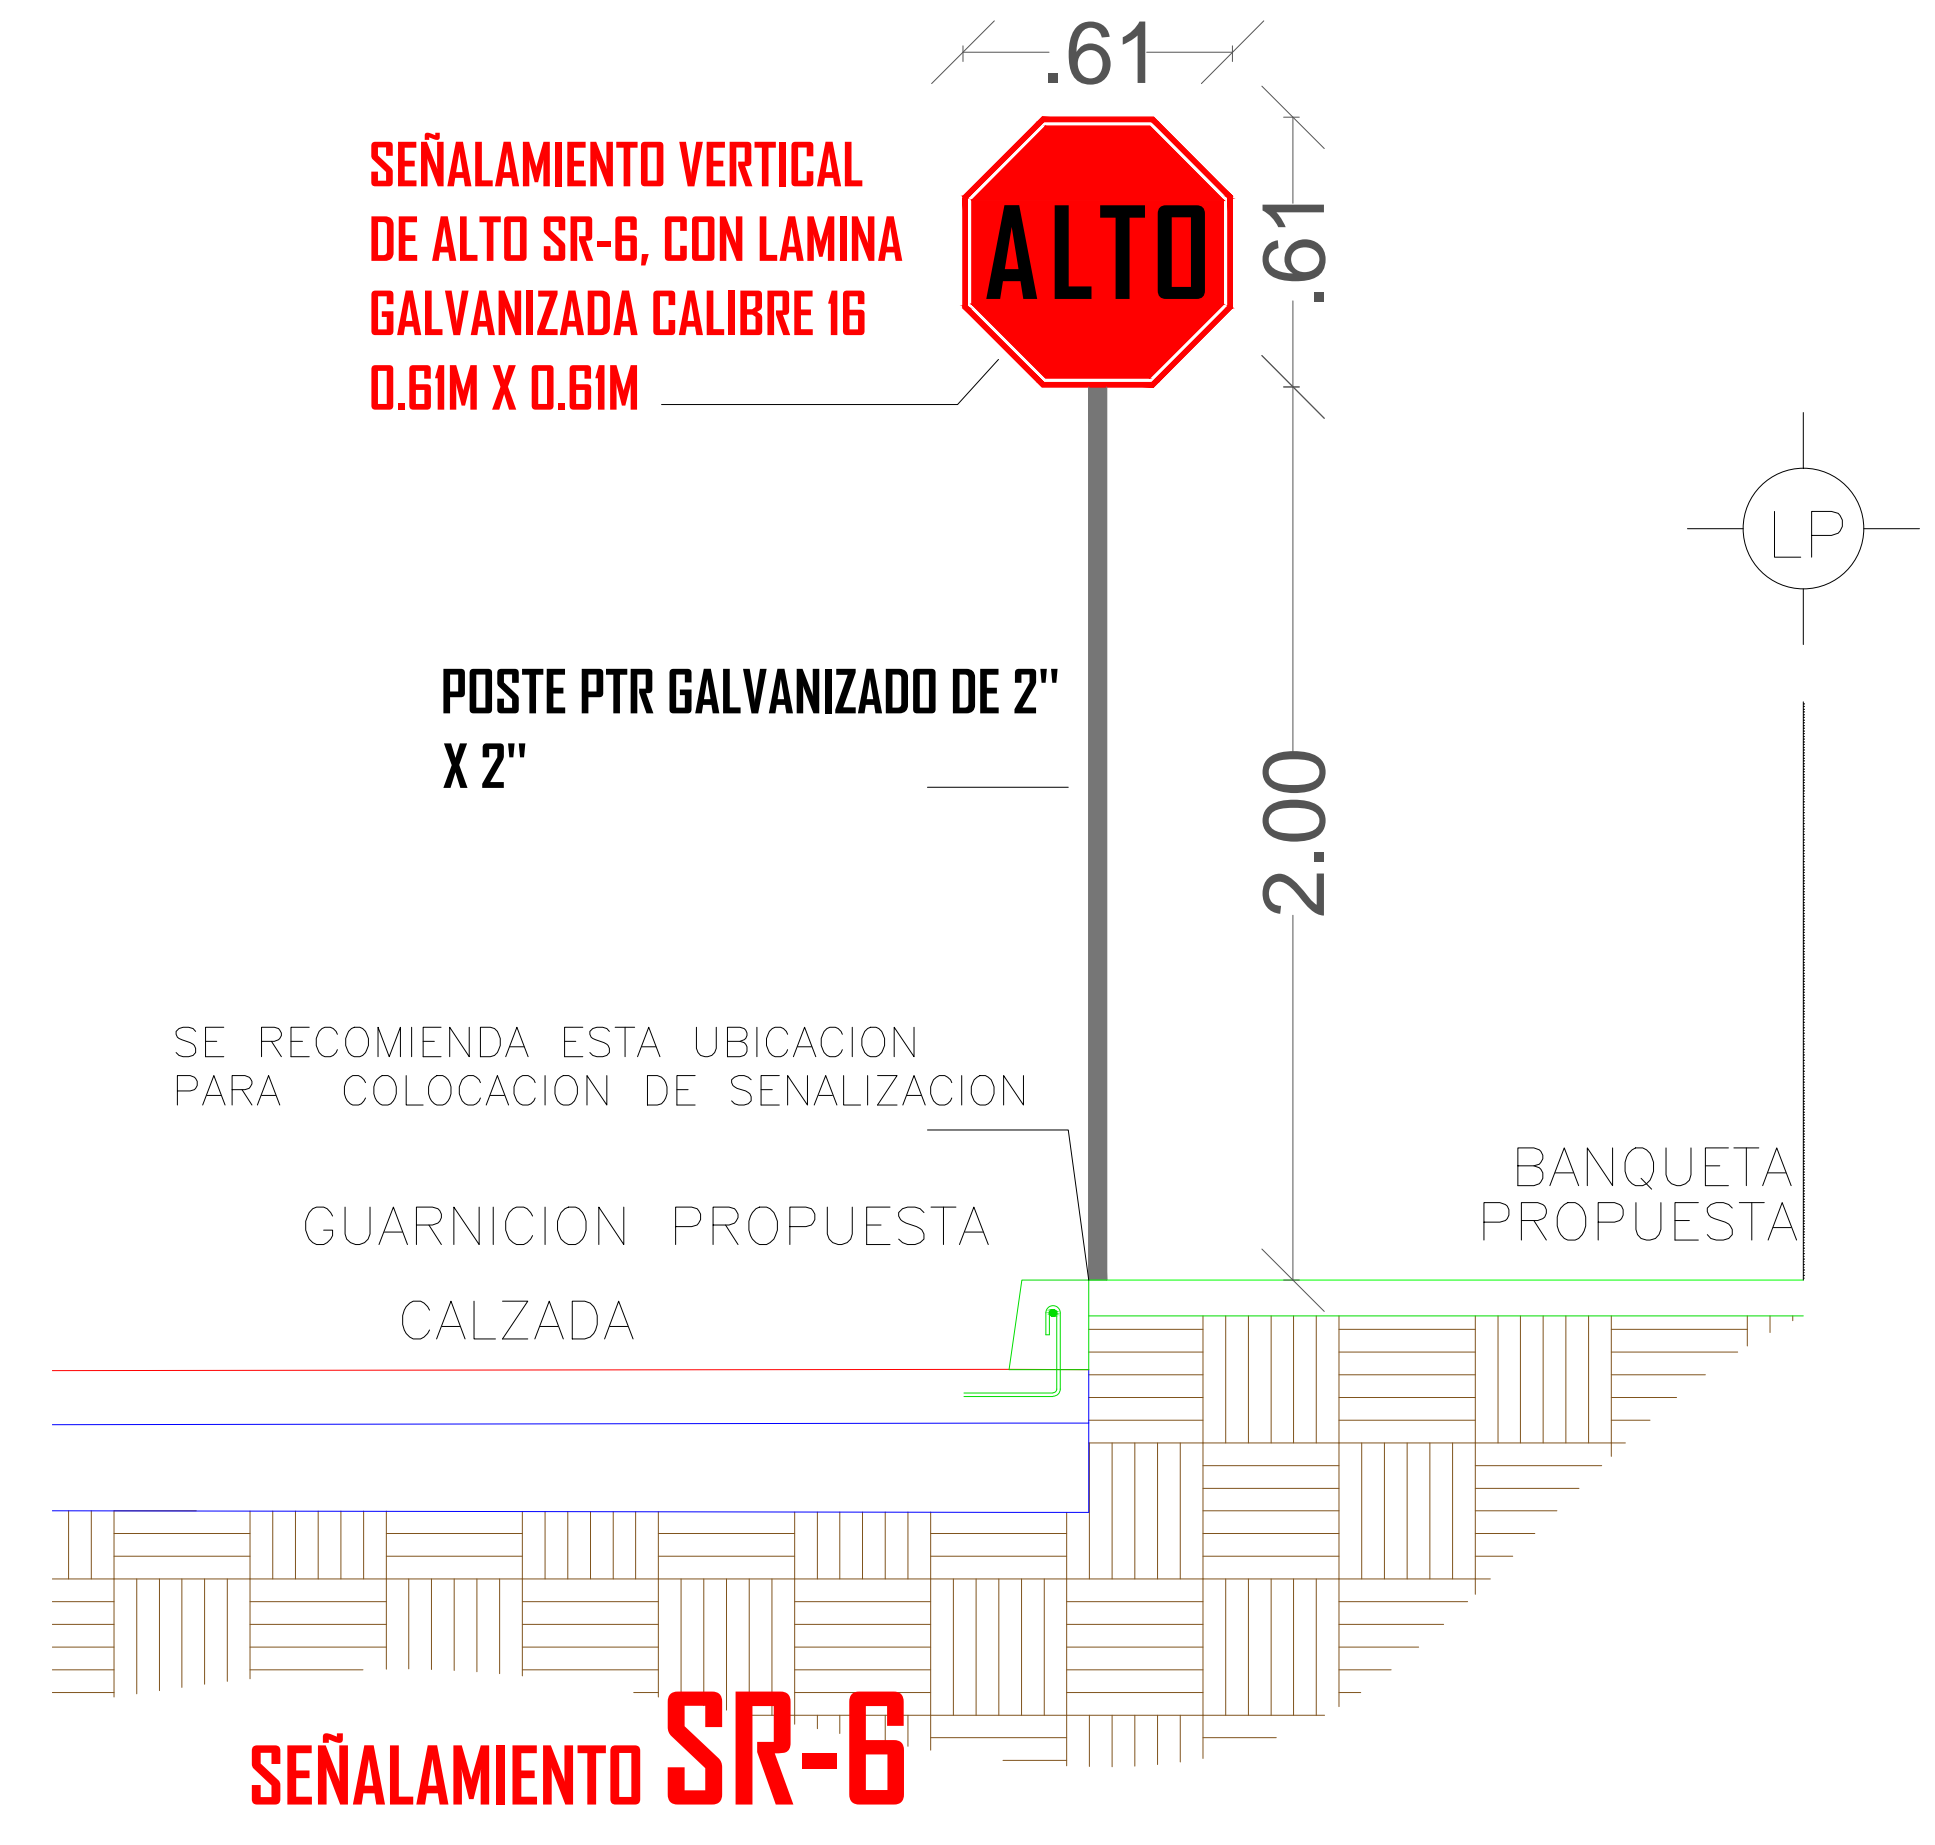 .61
SEÑALAMIENTO VERTICAL
DE ALTO SR-6, CON LAMINA
GALVANIZADA CALIBRE 16
0.61M X 0.61M
ALTO
.61
LP
POSTE PTR GALVANIZADO DE 2"
X 2"
2.00
SE RECOMIENDA ESTA UBICACION
PARA COLOCACION DE SENALIZACION
GUARNICION PROPUESTA
BANQUETA
PROPUESTA
CALZADA
SEÑALAMIENTO SR-6